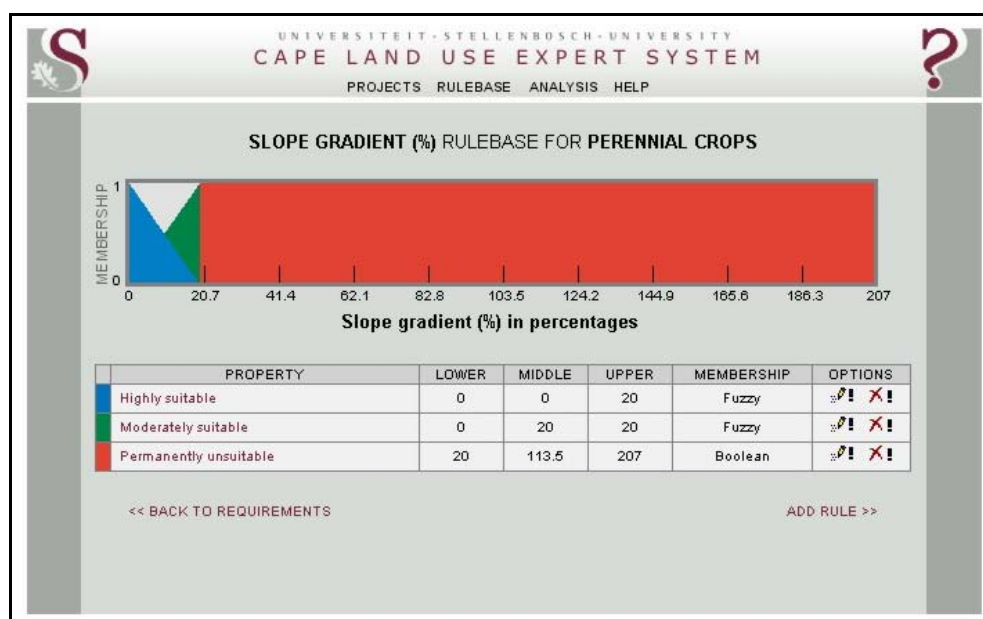 UNIVERSITEIT-STELLENBOSCH-UNIVERSITY
CAPE LAND USE EXPERT SYSTEM
PROJECTS RULEBASE ANALYSIS HELP
SLOPE GRADIENT (%) RULEBASE FOR PERENNIAL CROPS
MEMBERSHIP
1
0
0 20.7 41.4 62.1 82.8 103.5 124.2 144.9 165.6 186.3 207
Slope gradient (%) in percentages
PROPERTY LOWER MIDDLE UPPER MEMBERSHIP OPTIONS
Highly suitable 0 0 20 Fuzzy
Moderately suitable 0 20 20 Fuzzy
Permanently unsuitable 20 113.5 207 Boolean
<< BACK TO REQUIREMENTS ADD RULE >>